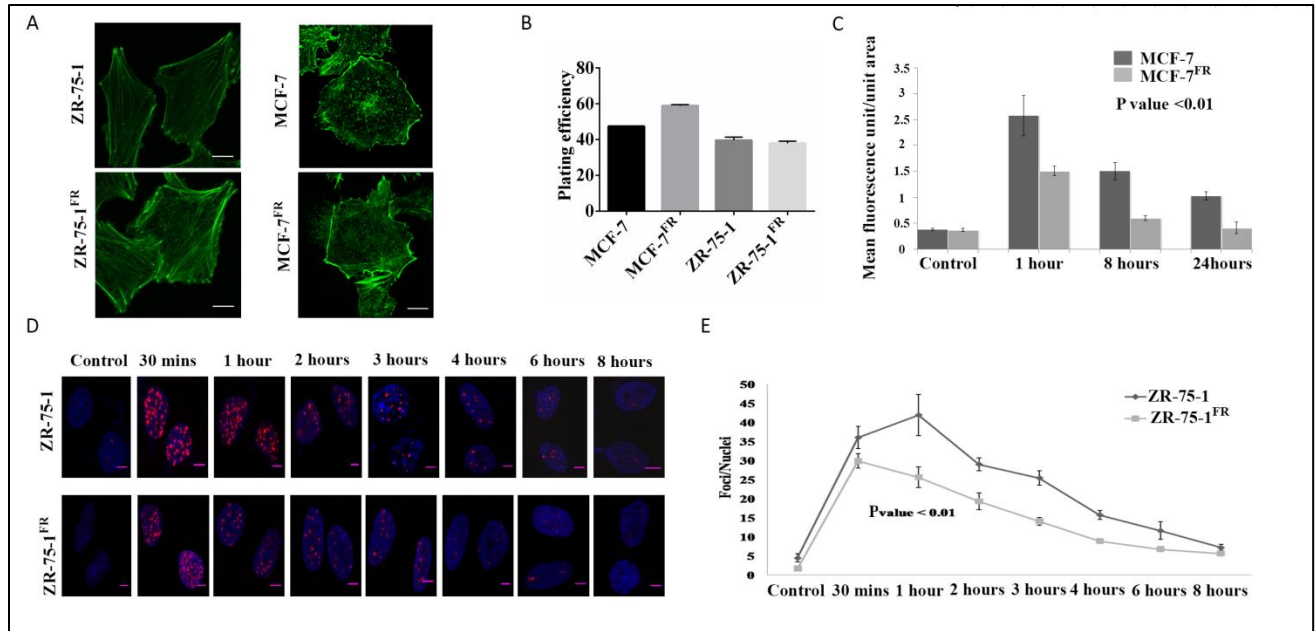 A
ZR-75-1
ZR-75-1FR
MCF-7
MCF-7FR
B
Plating efficiency
80
60
40
20
0
MCF-7
MCF-7FR
ZR-75-1
ZR-75-1FR
C
Mean fluorescence unit/unit area
3.5
3
2.5
2
1.5
1
0.5
0
MCF-7
MCF-7FR
P value <0.01
Control 1 hour 8 hours 24hours
D
Control 30 mins 1 hour 2 hours 3 hours 4 hours 6 hours 8 hours
ZR-75-1
ZR-75-1FR
E
Foci/Nuclei
50
45
40
35
30
25
20
15
10
5
0
ZR-75-1
ZR-75-1FR
Pvalue < 0.01
Control 30 mins 1 hour 2 hours 3 hours 4 hours 6 hours 8 hours